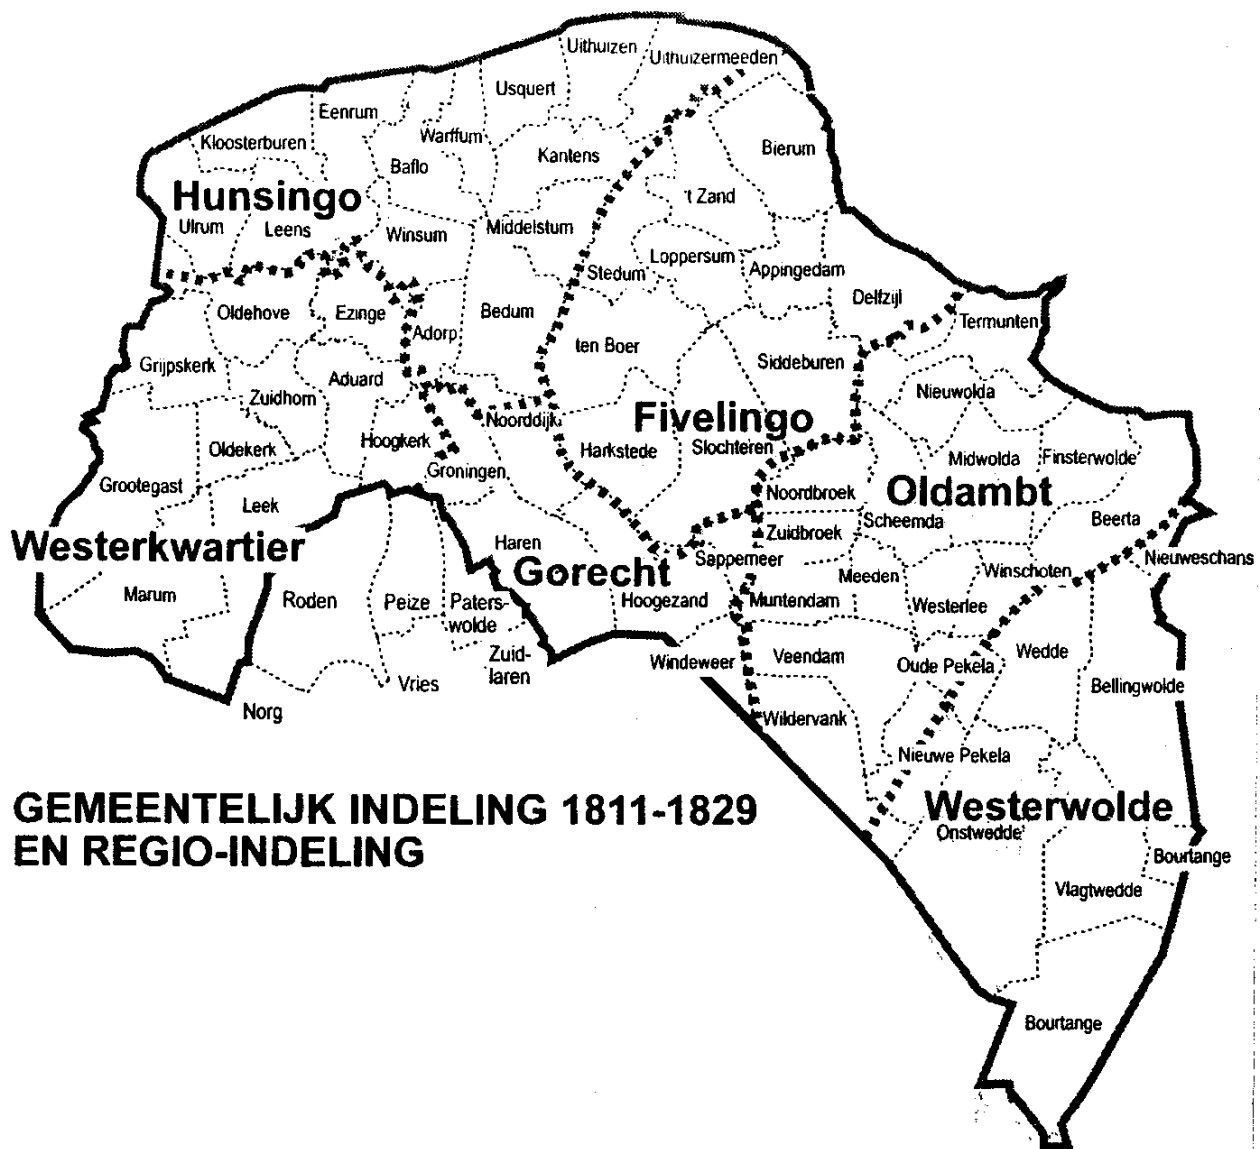 Uithuizen
Uithuizermeeden
Usquert
Eenrum
Warffum
Kloosterburen
Kantens
Bierum
Baflo
Hunsingo
't Zand
Ulrum
Leens
Winsum
Middelstum
Loppersum
Stedum
Appingedam
Delfzijl
Oldehove
Ezinge
Bedum
Termunten
Adorp
ten Boer
Grijpskerk
Siddeburen
Aduard
Nieuwolda
Zuidhorn
Fivelingo
Noorddijk
Hoogkerk
Oldekerk
Harkstede
Slochteren
Midwolda
Finsterwolde
Groningen
Grootegast
Noordbroek
Oldambt
Leek
Scheemda
Beerta
Zuidbroek
Westerkwartier
Haren
Gorecht
Sappemeer
Nieuweschans
Winschoten
Meeden
Marum
Roden
Peize
Paters-
wolde
Hoogezand
Muntendam
Westerlee
Zuid-
laren
Windeweer
Veendam
Oude Pekela
Wedde
Vries
Bellingwolde
Norg
Wildervank
Nieuwe Pekela
GEMEENTELIJK INDELING 1811-1829
EN REGIO-INDELING
Westerwolde
Onstwedde
Bourtange
Vlagtwedde
Bourtange